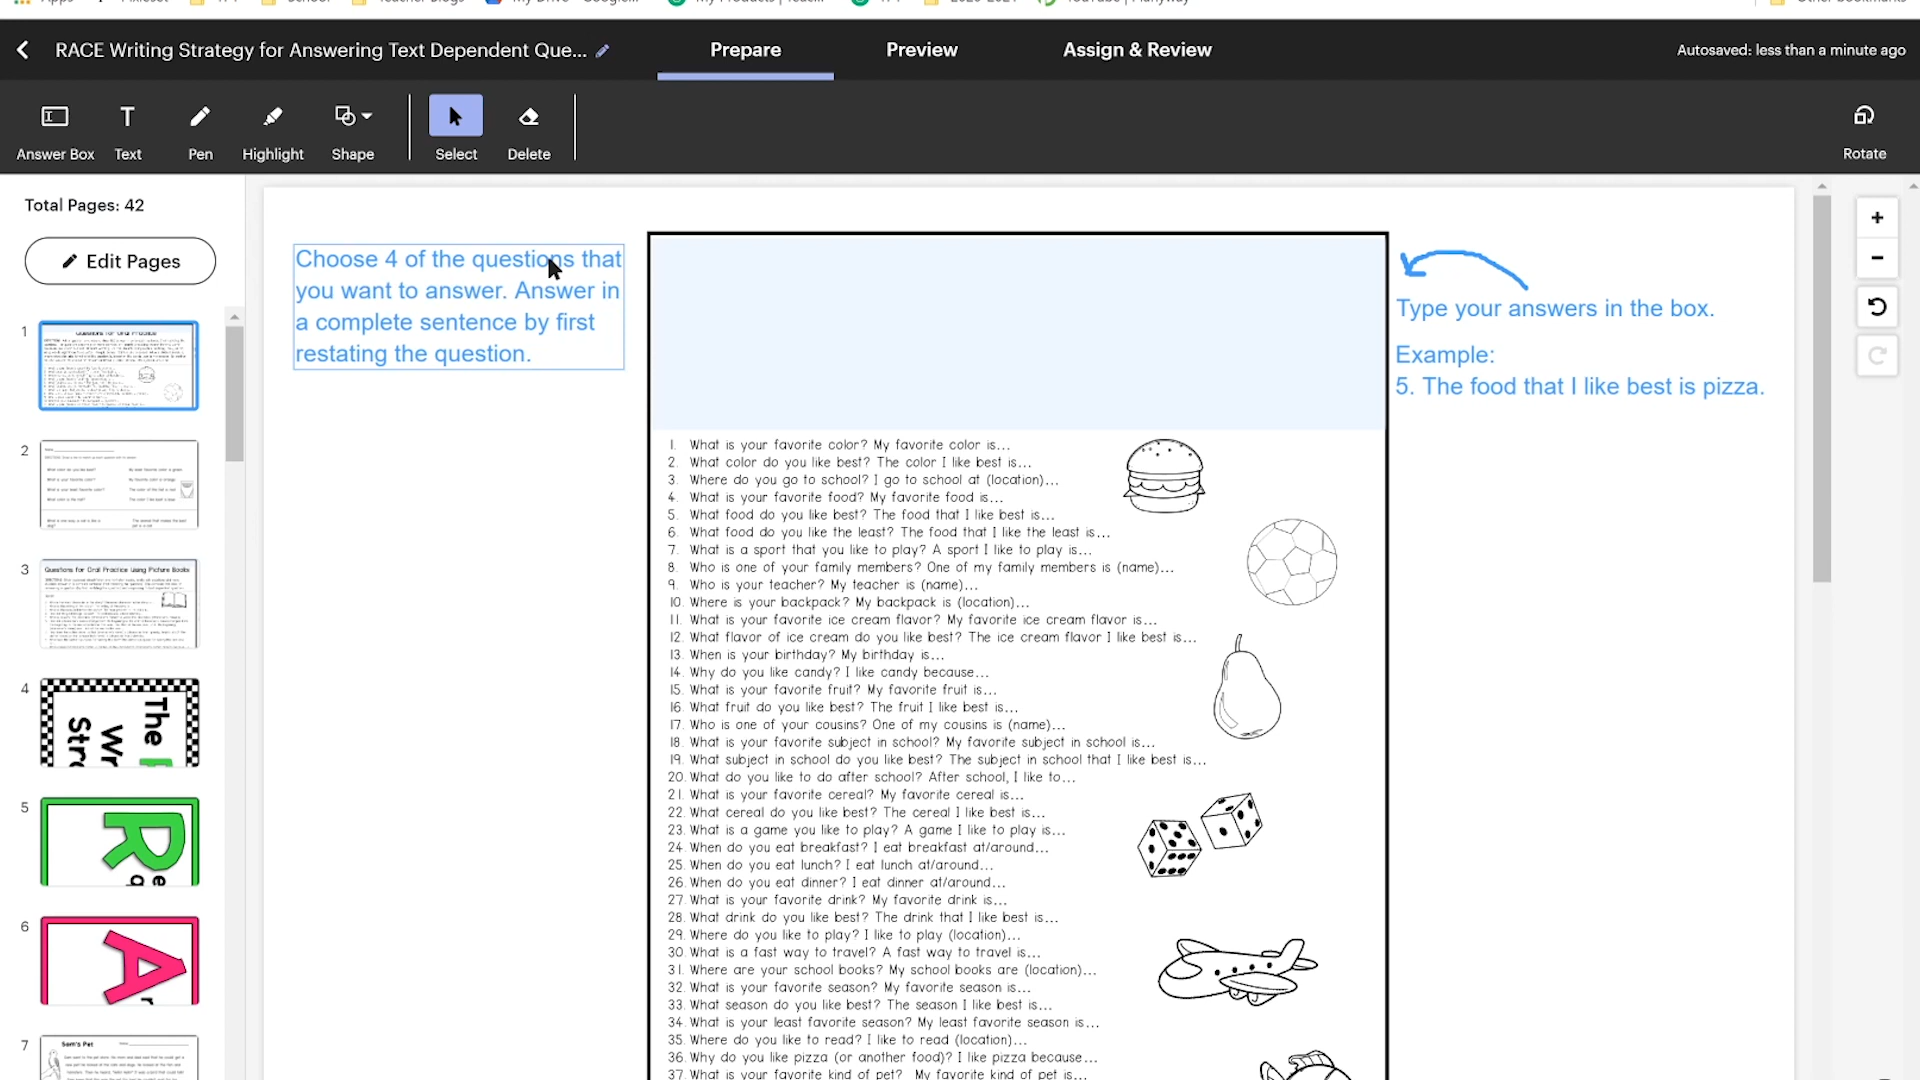 RACE Writing Strategy for Answering Text Dependent Que...
Prepare
Preview
Assign & Review
Autosaved: less than a minute ago
Answer Box
Text
Pen
Highlight
Shape
Select
Delete
Rotate
Total Pages: 42
Edit Pages
1
2
3
Questions for Oral Practice using Picture Books
4
The
Wr
Stra
5
R
6
A
7
Sam's Pet
Choose 4 of the questions that
you want to answer. Answer in
a complete sentence by first
restating the question.
Type your answers in the box.
Example:
5. The food that I like best is pizza.
1. What is your favorite color? My favorite color is...
2. What color do you like best? The color I like best is...
3. Where do you go to school? I go to school at (location)...
4. What is your favorite food? My favorite food is...
5. What food do you like best? The food that I like best is...
6. What food do you like the least? The food that I like the least is...
7. What is a sport that you like to play? A sport I like to play is...
8. Who is one of your family members? One of my family members is (name)...
9. Who is your teacher? My teacher is (name)...
10. Where is your backpack? My backpack is (location)...
11. What is your favorite ice cream flavor? My favorite ice cream flavor is...
12. What flavor of ice cream do you like best? The ice cream flavor I like best is...
13. When is your birthday? My birthday is...
14. Why do you like candy? I like candy because...
15. What is your favorite fruit? My favorite fruit is...
16. What fruit do you like best? The fruit I like best is...
17. Who is one of your cousins? One of my cousins is (name)...
18. What is your favorite subject in school? My favorite subject in school is...
19. What subject in school do you like best? The subject in school that I like best is...
20. What do you like to do after school? After school, I like to...
21. What is your favorite cereal? My favorite cereal is...
22. What cereal do you like best? The cereal I like best is...
23. What is a game you like to play? A game I like to play is...
24. When do you eat breakfast? I eat breakfast at/around...
25. When do you eat lunch? I eat lunch at/around...
26. When do you eat dinner? I eat dinner at/around...
27. What is your favorite drink? My favorite drink is...
28. What drink do you like best? The drink that I like best is...
29. Where do you like to play? I like to play (location)...
30. What is a fast way to travel? A fast way to travel is...
31. Where are your school books? My school books are (location)...
32. What is your favorite season? My favorite season is...
33. What season do you like best? The season I like best is...
34. What is your least favorite season? My least favorite season is...
35. Where do you like to read? I like to read (location)...
36. Why do you like pizza (or another food)? I like pizza because...
37. What is your favorite kind of pet? My favorite kind of pet is...